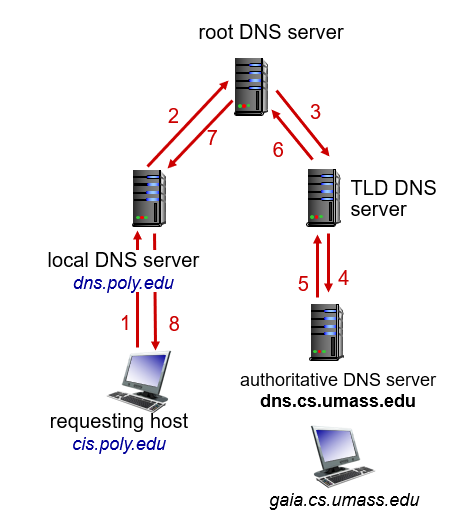 root DNS server
2
3
7
6
TLD DNS
server
local DNS server
dns.poly.edu
5
4
1
8
authoritative DNS server
dns.cs.umass.edu
requesting host
cis.poly.edu
gaia.cs.umass.edu